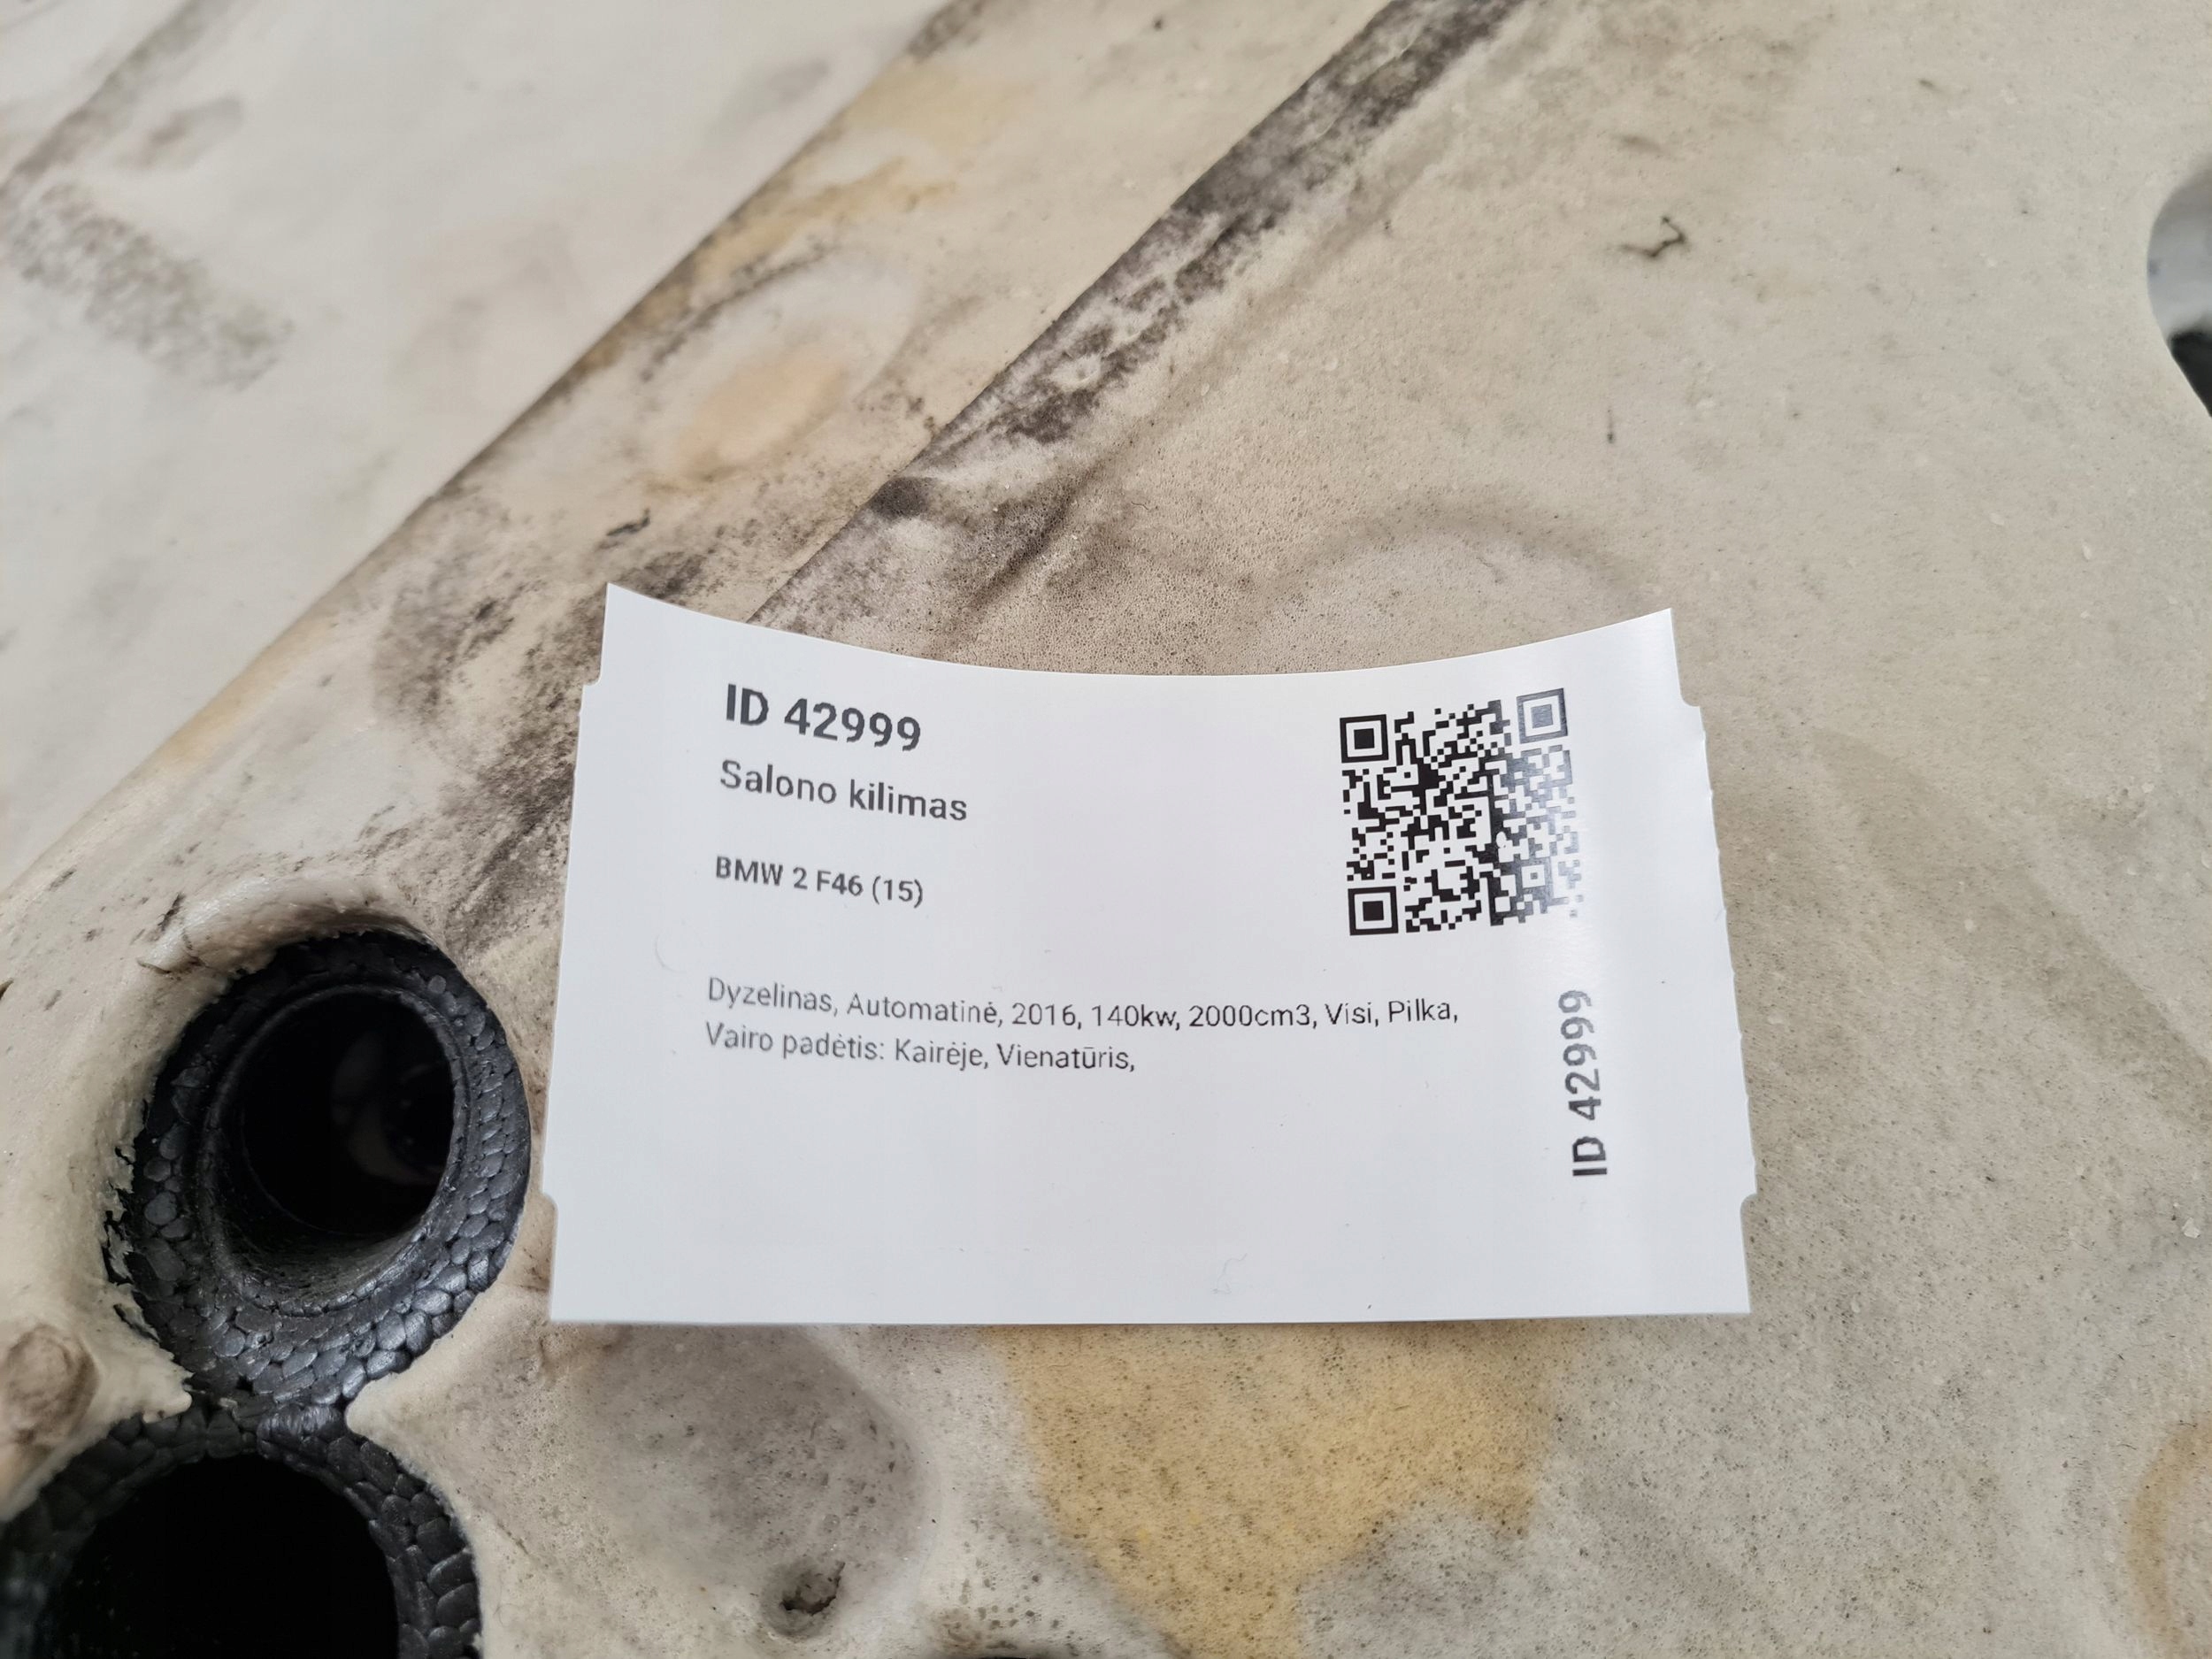 ID 42999
Salono kilimas
BMW 2 F46 (15)
Dyzelinas, Automatinė, 2016, 140kw, 2000cm3, Visi, Pilka,
Vairo padėtis: Kairėje, Vienatūris,
ID 42999